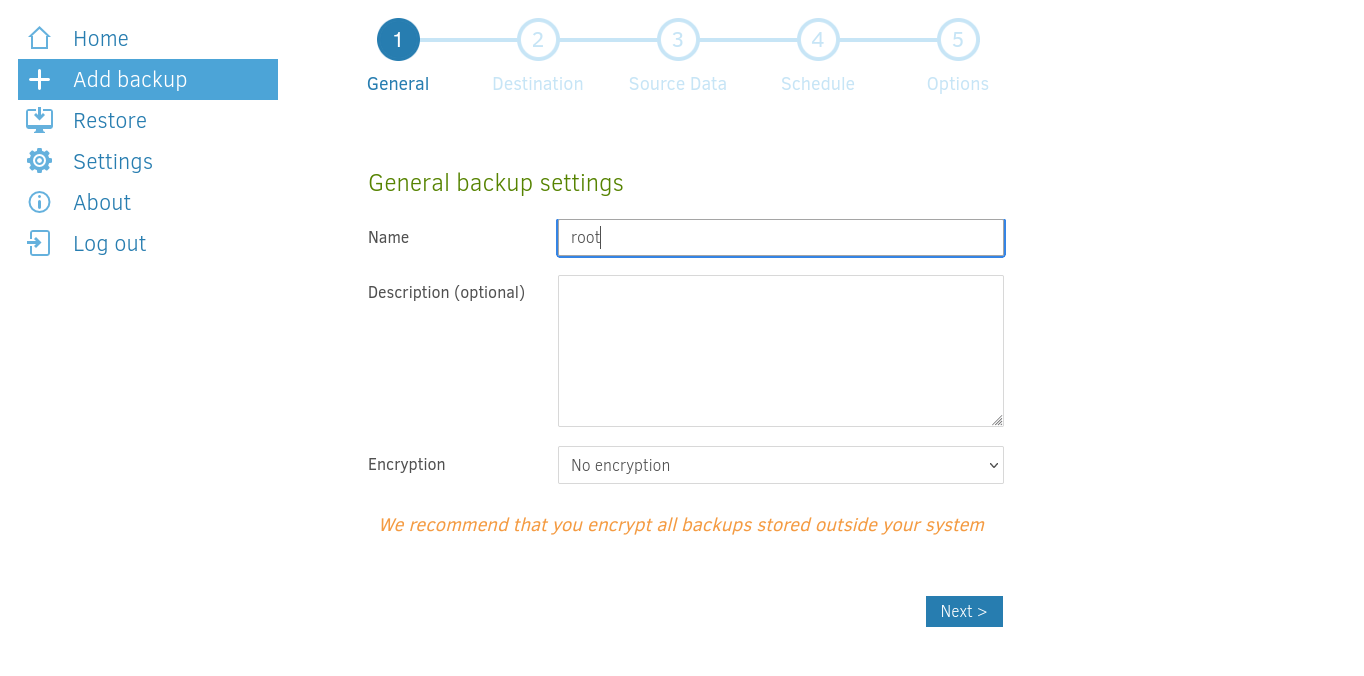 Home
Add backup
Restore
Settings
About
Log out
1 2 3 4 5
General Destination Source Data Schedule Options
General backup settings
Name root
Description (optional)
Encryption No encryption
We recommend that you encrypt all backups stored outside your system
Next >